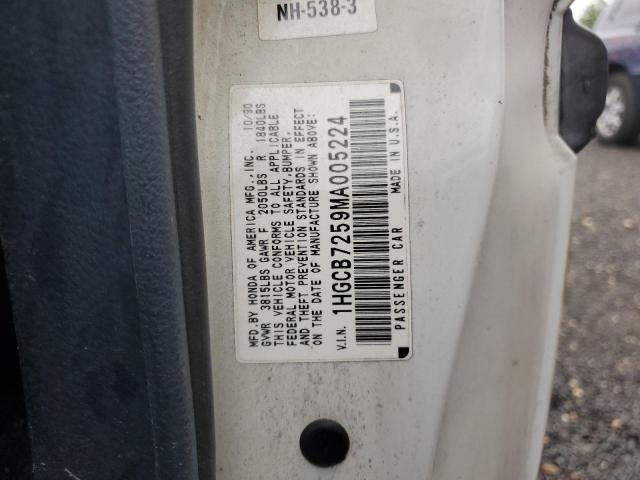 NH-538-3
MFD.BY HONDA OF AMERICA MFG.,INC. 10/90
GVWR 3815LBS GAWR F 2050LBS R 1840LBS
THIS VEHICLE CONFORMS TO ALL APPLICABLE
FEDERAL MOTOR VEHICLE SAFETY,BUMPER,
AND THEFT PREVENTION STANDARDS IN EFFECT
ON THE DATE OF MANUFACTURE SHOWN ABOVE:
V.I.N. 1HGCB7259MA005224
PASSENGER CAR MADE IN U.S.A.